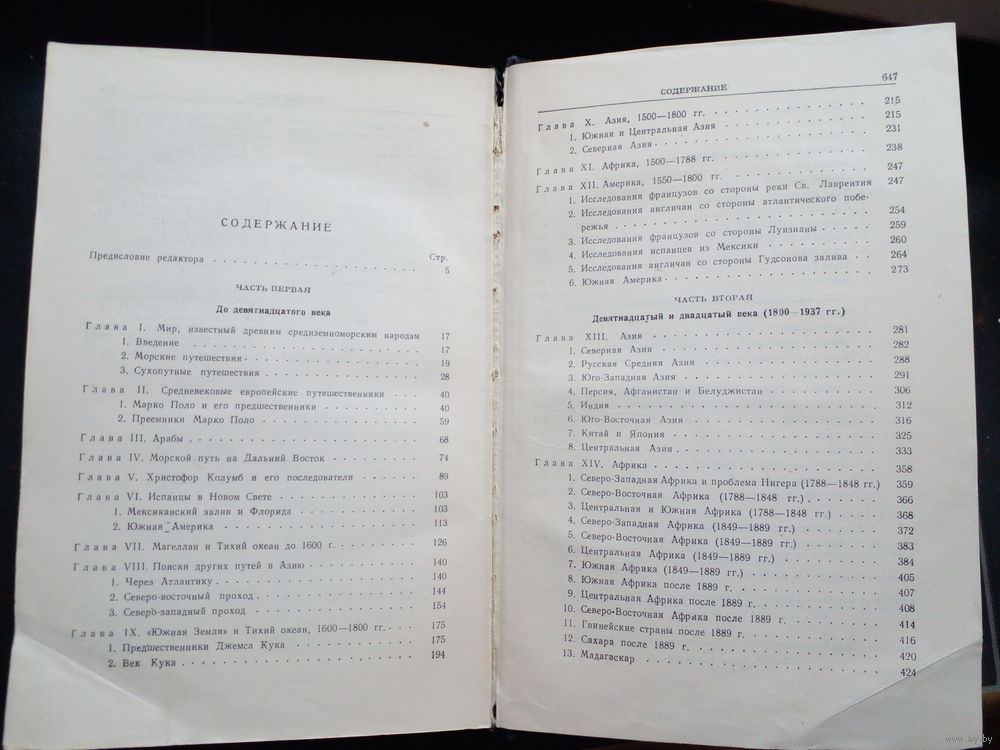 СОДЕРЖАНИЕ
Стр.
Предисловие редактора . . . 5
ЧАСТЬ ПЕРВАЯ
До девятнадцатого века
Глава I. Мир, известный древним средиземноморским народам 17
1. Введение . . . 17
2. Морские путешествия . . . 19
3. Сухопутные путешествия . . . 28
Глава II. Средневековые европейские путешественники . . . 40
1. Марко Поло и его предшественники . . . 40
2. Преемники Марко Поло . . . 59
Глава III. Арабы . . . 68
Глава IV. Морской путь на Дальний Восток . . . 74
Глава V. Христофор Колумб и его последователи . . . 89
Глава VI. Испанцы в Новом Свете . . . 103
1. Мексиканский залив и Флорида . . . 103
2. Южная Америка . . . 113
Глава VII. Магеллан и Тихий океан до 1600 г. . . . 126
Глава VIII. Поиски других путей в Азию . . . 140
1. Через Атлантику . . . 140
2. Северо-восточный проход . . . 144
3. Северо-западный проход . . . 154
Глава IX. «Южная Земля» и Тихий океан, 1600—1800 гг. . . . 175
1. Предшественники Джемса Кука . . . 175
2. Век Кука . . . 194
СОДЕРЖАНИЕ 647
Глава X. Азия, 1500—1800 гг. . . . 215
1. Южная и Центральная Азия . . . 215
2. Северная Азия . . . 231
Глава XI. Африка, 1500—1788 гг. . . . 238
Глава XII. Америка, 1550—1800 гг. . . . 247
1. Исследования французов со стороны реки Св. Лаврентия 247
2. Исследования англичан со стороны атлантического побе-
режья . . . 254
3. Исследования французов со стороны Луизианы . . . 259
4. Исследования испанцев из Мексики . . . 260
5. Исследования англичан со стороны Гудсонова залива . . . 264
6. Южная Америка . . . 273
ЧАСТЬ ВТОРАЯ
Девятнадцатый и двадцатый века (1800—1937 гг.)
Глава XIII. Азия . . . 281
1. Северная Азия . . . 282
2. Русская Средняя Азия . . . 288
3. Юго-Западная Азия . . . 291
4. Персия, Афганистан и Белуджистан . . . 306
5. Индия . . . 312
6. Юго-Восточная Азия . . . 316
7. Китай и Япония . . . 325
8. Центральная Азия . . . 333
Глава XIV. Африка . . . 358
1. Северо-Западная Африка и проблема Нигера (1788—1848 гг.) 359
2. Северо-Восточная Африка (1788—1848 гг.) . . . 366
3. Центральная и Южная Африка (1788—1848 гг.) . . . 368
4. Северо-Западная Африка (1849—1889 гг.) . . . 372
5. Северо-Восточная Африка (1849—1889 гг.) . . . 383
6. Центральная Африка (1849—1889 гг.) . . . 384
7. Южная Африка (1849—1889 гг.) . . . 405
8. Южная Африка после 1889 г. . . . 407
9. Центральная Африка после 1889 г. . . . 408
10. Северо-Восточная Африка после 1889 г. . . . 414
11. Гвинейские страны после 1889 г. . . . 416
12. Сахара после 1889 г. . . . 420
13. Мадагаскар . . . 424
www.ay.by